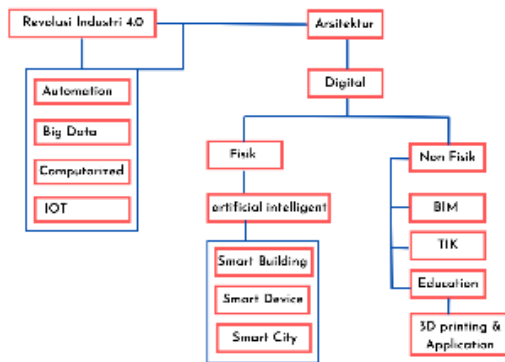 Revolusi Industri 4.0
Arsitektur
Automation
Big Data
Computarized
IOT
Digital
Fisik
Non Fisik
artificial intelligent
Smart Building
Smart Device
Smart City
BIM
TIK
Education
3D printing &
Application